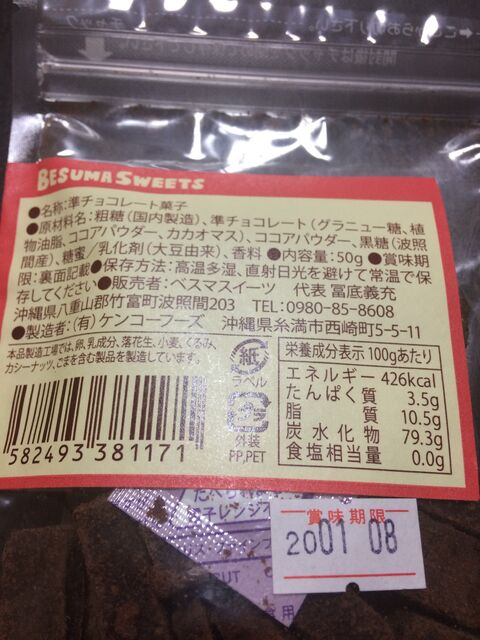 BESUMA SWEETS
●名称:準チョコレート菓子
●原材料名:粗糖(国内製造)、準チョコレート(グラニュー糖、植
物油脂、ココアパウダー、カカオマス)、ココアパウダー、黒糖(波照
間産)、糖蜜/乳化剤(大豆由来)、香料 ●内容量:50g ●賞味期
限:裏面記載●保存方法:高温多湿、直射日光を避けて常温で保
存してください●販売者:ベスマスイーツ 代表 冨底義充
沖縄県八重山郡竹富町波照間203 TEL:0980-85-8608
●製造者:(有)ケンコーフーズ 沖縄県糸満市西崎町5-5-11
本品製造工場では、卵、乳成分、落花生、小麦、くるみ、
カシーナッツ、ごまを含む製品を製造しています。
紙
ラベル
プラ
外装
PP,PET
栄養成分表示 100gあたり
エネルギー 426kcal
たんぱく質 3.5g
脂質 10.5g
炭水化物 79.3g
食塩相当量 0.0g
582493 381171
賞味期限
2001 08